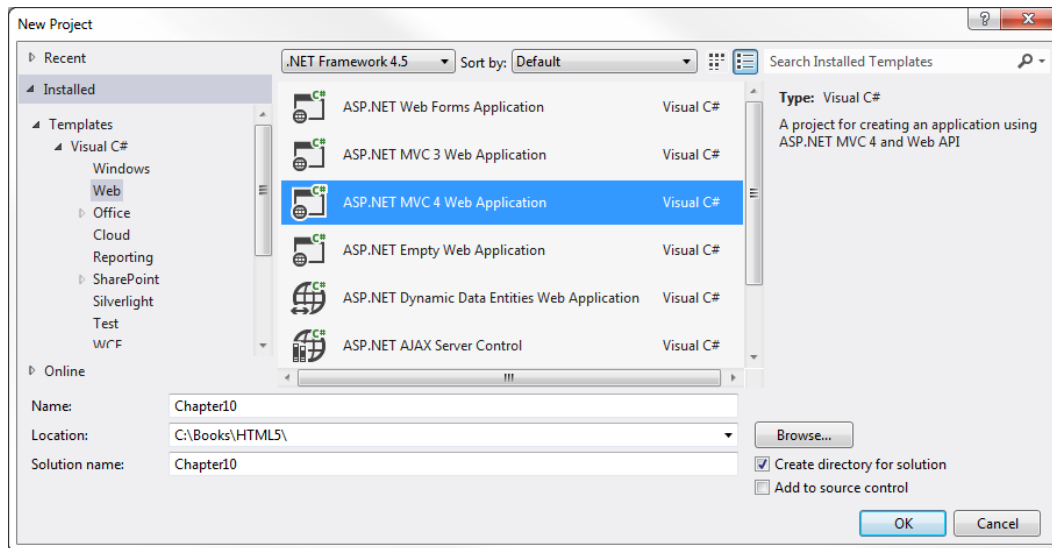 New Project
Recent
Installed
Templates
Visual C#
Windows
Web
Office
Cloud
Reporting
SharePoint
Silverlight
Test
WCF
Online
.NET Framework 4.5 Sort by: Default
C# ASP.NET Web Forms Application Visual C#
C# ASP.NET MVC 3 Web Application Visual C#
C# ASP.NET MVC 4 Web Application Visual C#
C# ASP.NET Empty Web Application Visual C#
C# ASP.NET Dynamic Data Entities Web Application Visual C#
C# ASP.NET AJAX Server Control Visual C#
Search Installed Templates
Type: Visual C#
A project for creating an application using
ASP.NET MVC 4 and Web API
Name: Chapter10
Location: C:\Books\HTML5\ Browse...
Solution name: Chapter10
Create directory for solution
Add to source control
OK Cancel